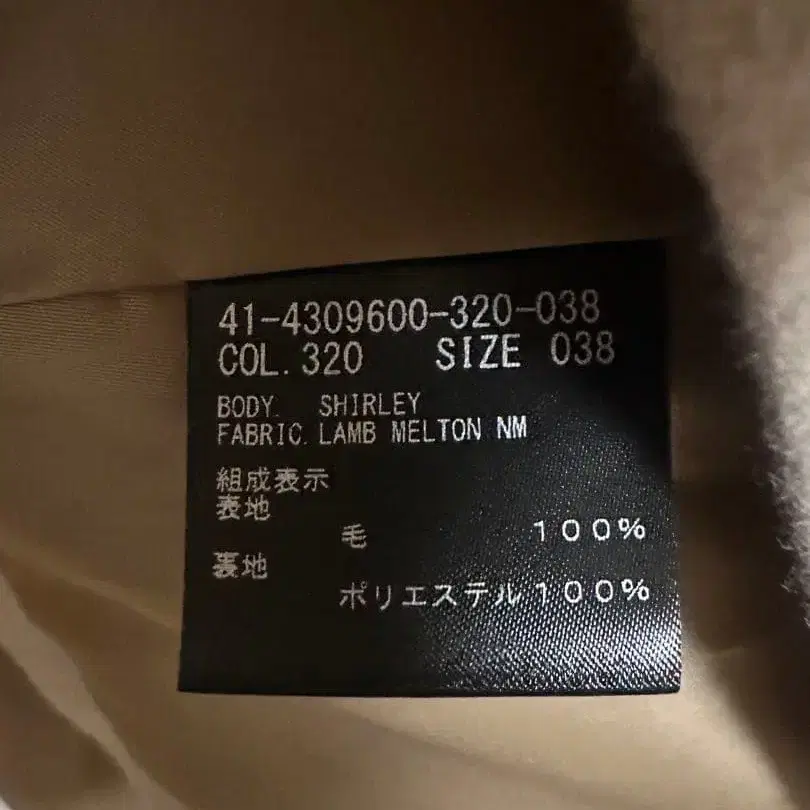 41-4309600-320-038
COL.320 SIZE 038
BODY. SHIRLEY
FABRIC.LAMB MELTON NM
組成表示
表地
毛 100%
裏地
ポリエステル100%